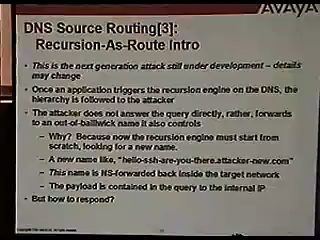 AVAYA
DNS Source Routing[3]:
Recursion-As-Route Intro
• This is the next generation attack still under development – details
may change
• Once an application triggers the recursion engine on the DNS, the
hierarchy is followed to the attacker
• The attacker does not answer the query directly, rather, forwards
to an out-of-bailiwick name it also controls
– Why? Because now the recursion engine must start from
scratch, looking for a new name.
– A new name like, "hello-ssh-are-you-there.attacker-new.com"
– This name is NS-forwarded back inside the target network
– The payload is contained in the query to the internal IP
• But how to respond?